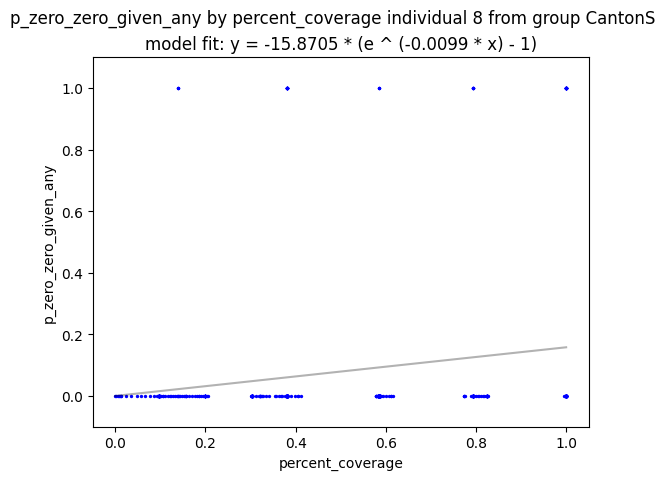 p_zero_zero_given_any by percent_coverage individual 8 from group CantonS
model fit: y = -15.8705 * (e ^ (-0.0099 * x) - 1)
1.0
0.8
0.6
0.4
0.2
0.0
p_zero_zero_given_any
0.0 0.2 0.4 0.6 0.8 1.0
percent_coverage